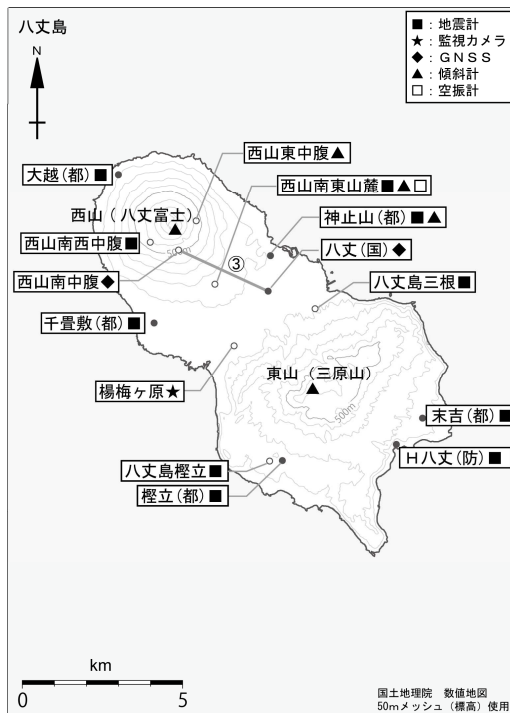 八丈島
■：地震計
★：監視カメラ
◆：ＧＮＳＳ
▲：傾斜計
□：空振計
N
西山東中腹▲
大越(都)■
西山南東山麓■▲□
西山（八丈富士）
神止山(都)■▲
西山南西中腹■
八丈(国)◆
③
西山南中腹◆
八丈島三根■
千畳敷(都)■
東山（三原山）
楊梅ヶ原★
500m
末吉(都)■
Ｈ八丈(防)■
八丈島樫立■
樫立(都)■
km
0 5
国土地理院　数値地図
50mメッシュ（標高）使用